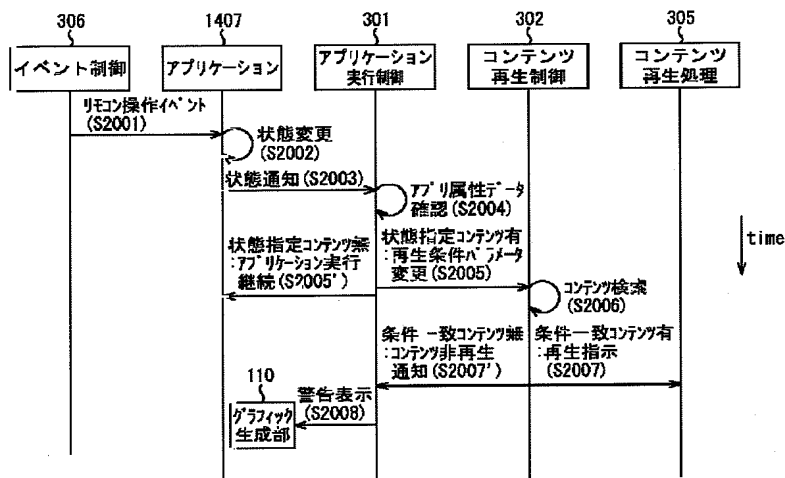 306
1407
301
302
305
イベント制御
アプリケーション
アプリケーション
実行制御
コンテンツ
再生制御
コンテンツ
再生処理
リモコン操作イベント
(S2001)
状態変更
(S2002)
状態通知(S2003)
アプリ属性データ
確認(S2004)
状態指定コンテンツ無
:アプリケーション実行
継続(S2005')
状態指定コンテンツ有
:再生条件パラメータ
変更(S2005)
time
コンテンツ検索
(S2006)
条件一致コンテンツ無
:コンテンツ非再生
通知(S2007')
条件一致コンテンツ有
:再生指示
(S2007)
110
警告表示
(S2008)
グラフィック
生成部